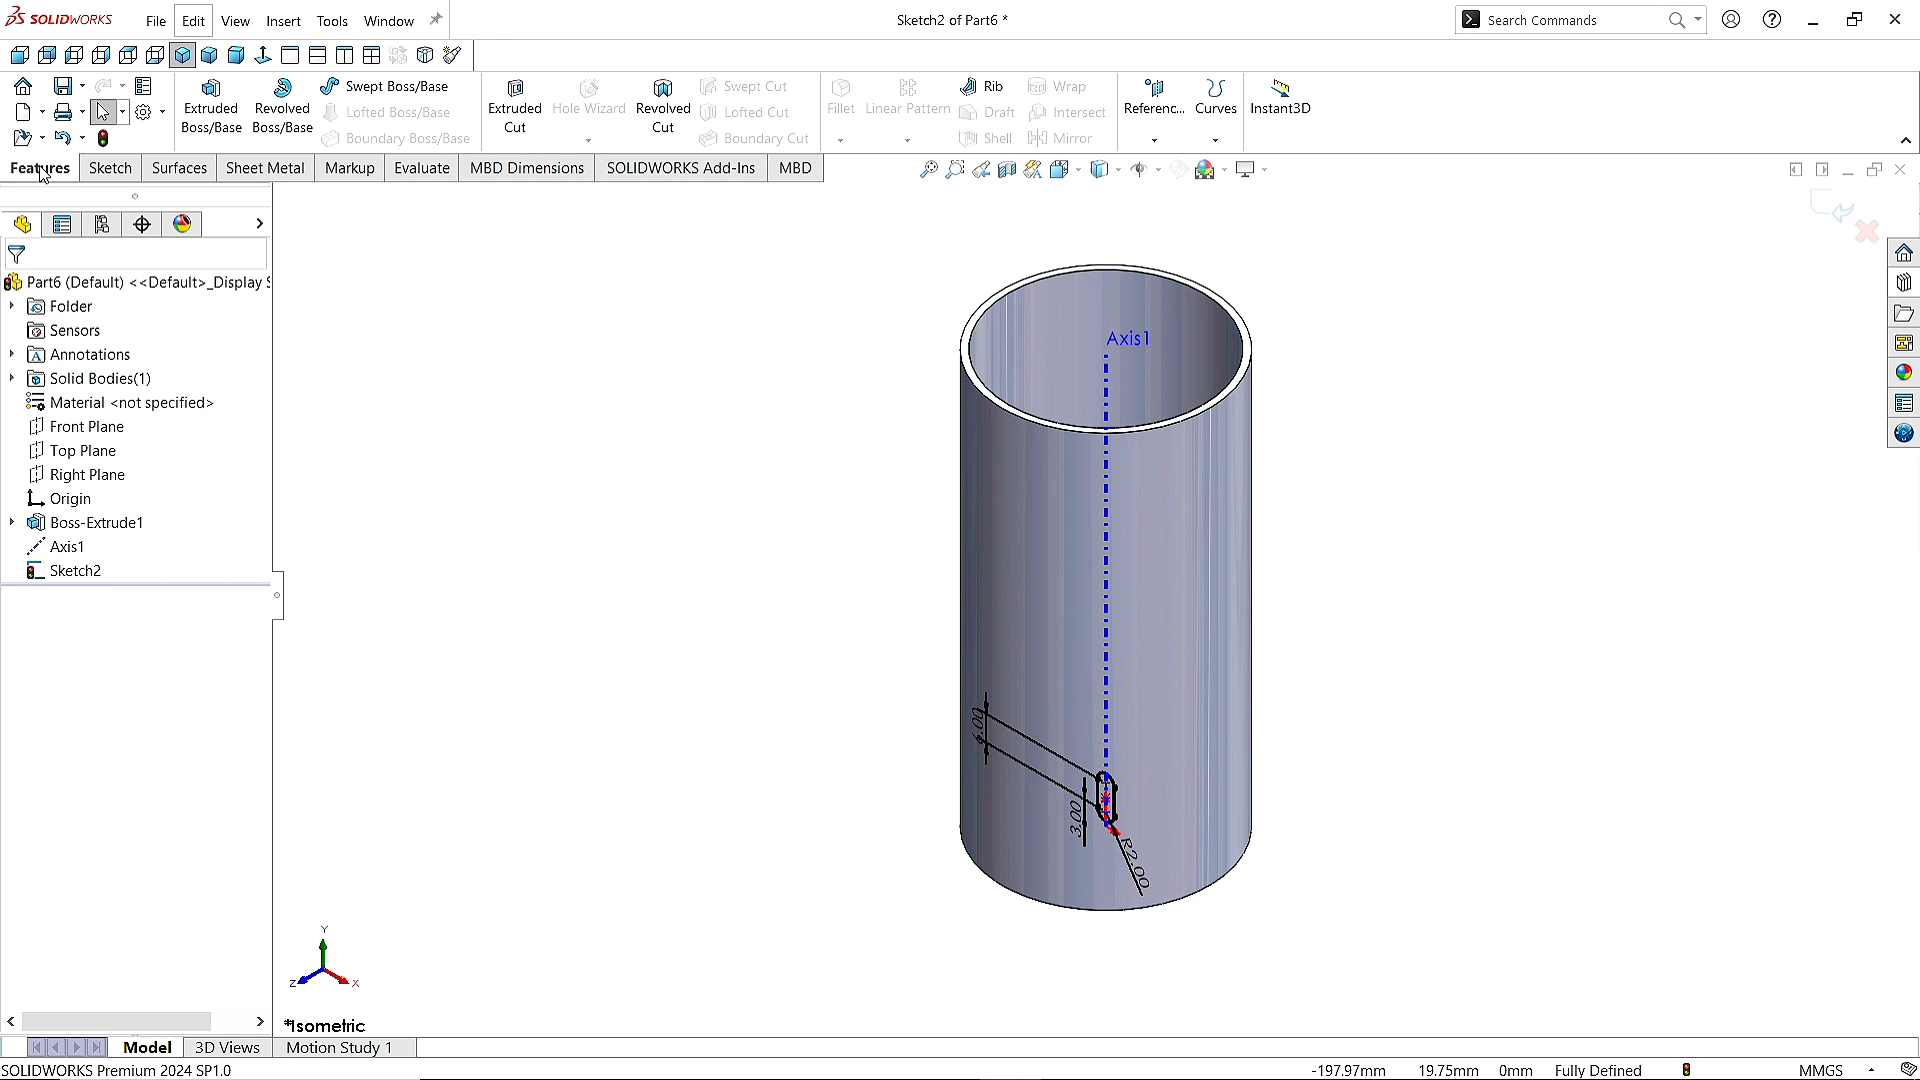 SOLIDWORKS File Edit View Insert Tools Window Sketch2 of Part6 * Search Commands
Extruded Boss/Base
Revolved Boss/Base
Swept Boss/Base
Lofted Boss/Base
Boundary Boss/Base
Extruded Cut
Hole Wizard
Revolved Cut
Swept Cut
Lofted Cut
Boundary Cut
Fillet
Linear Pattern
Rib
Draft
Shell
Wrap
Intersect
Mirror
Referenc...
Curves
Instant3D
Features Sketch Surfaces Sheet Metal Markup Evaluate MBD Dimensions SOLIDWORKS Add-Ins MBD
Part6 (Default) <<Default>_Display S
Folder
Sensors
Annotations
Solid Bodies(1)
Material <not specified>
Front Plane
Top Plane
Right Plane
Origin
Boss-Extrude1
Axis1
Sketch2
Axis1
3.00
R2.00
Y
Z
X
*Isometric
Model 3D Views Motion Study 1
SOLIDWORKS Premium 2024 SP1.0 -197.97mm 19.75mm 0mm Fully Defined MMGS